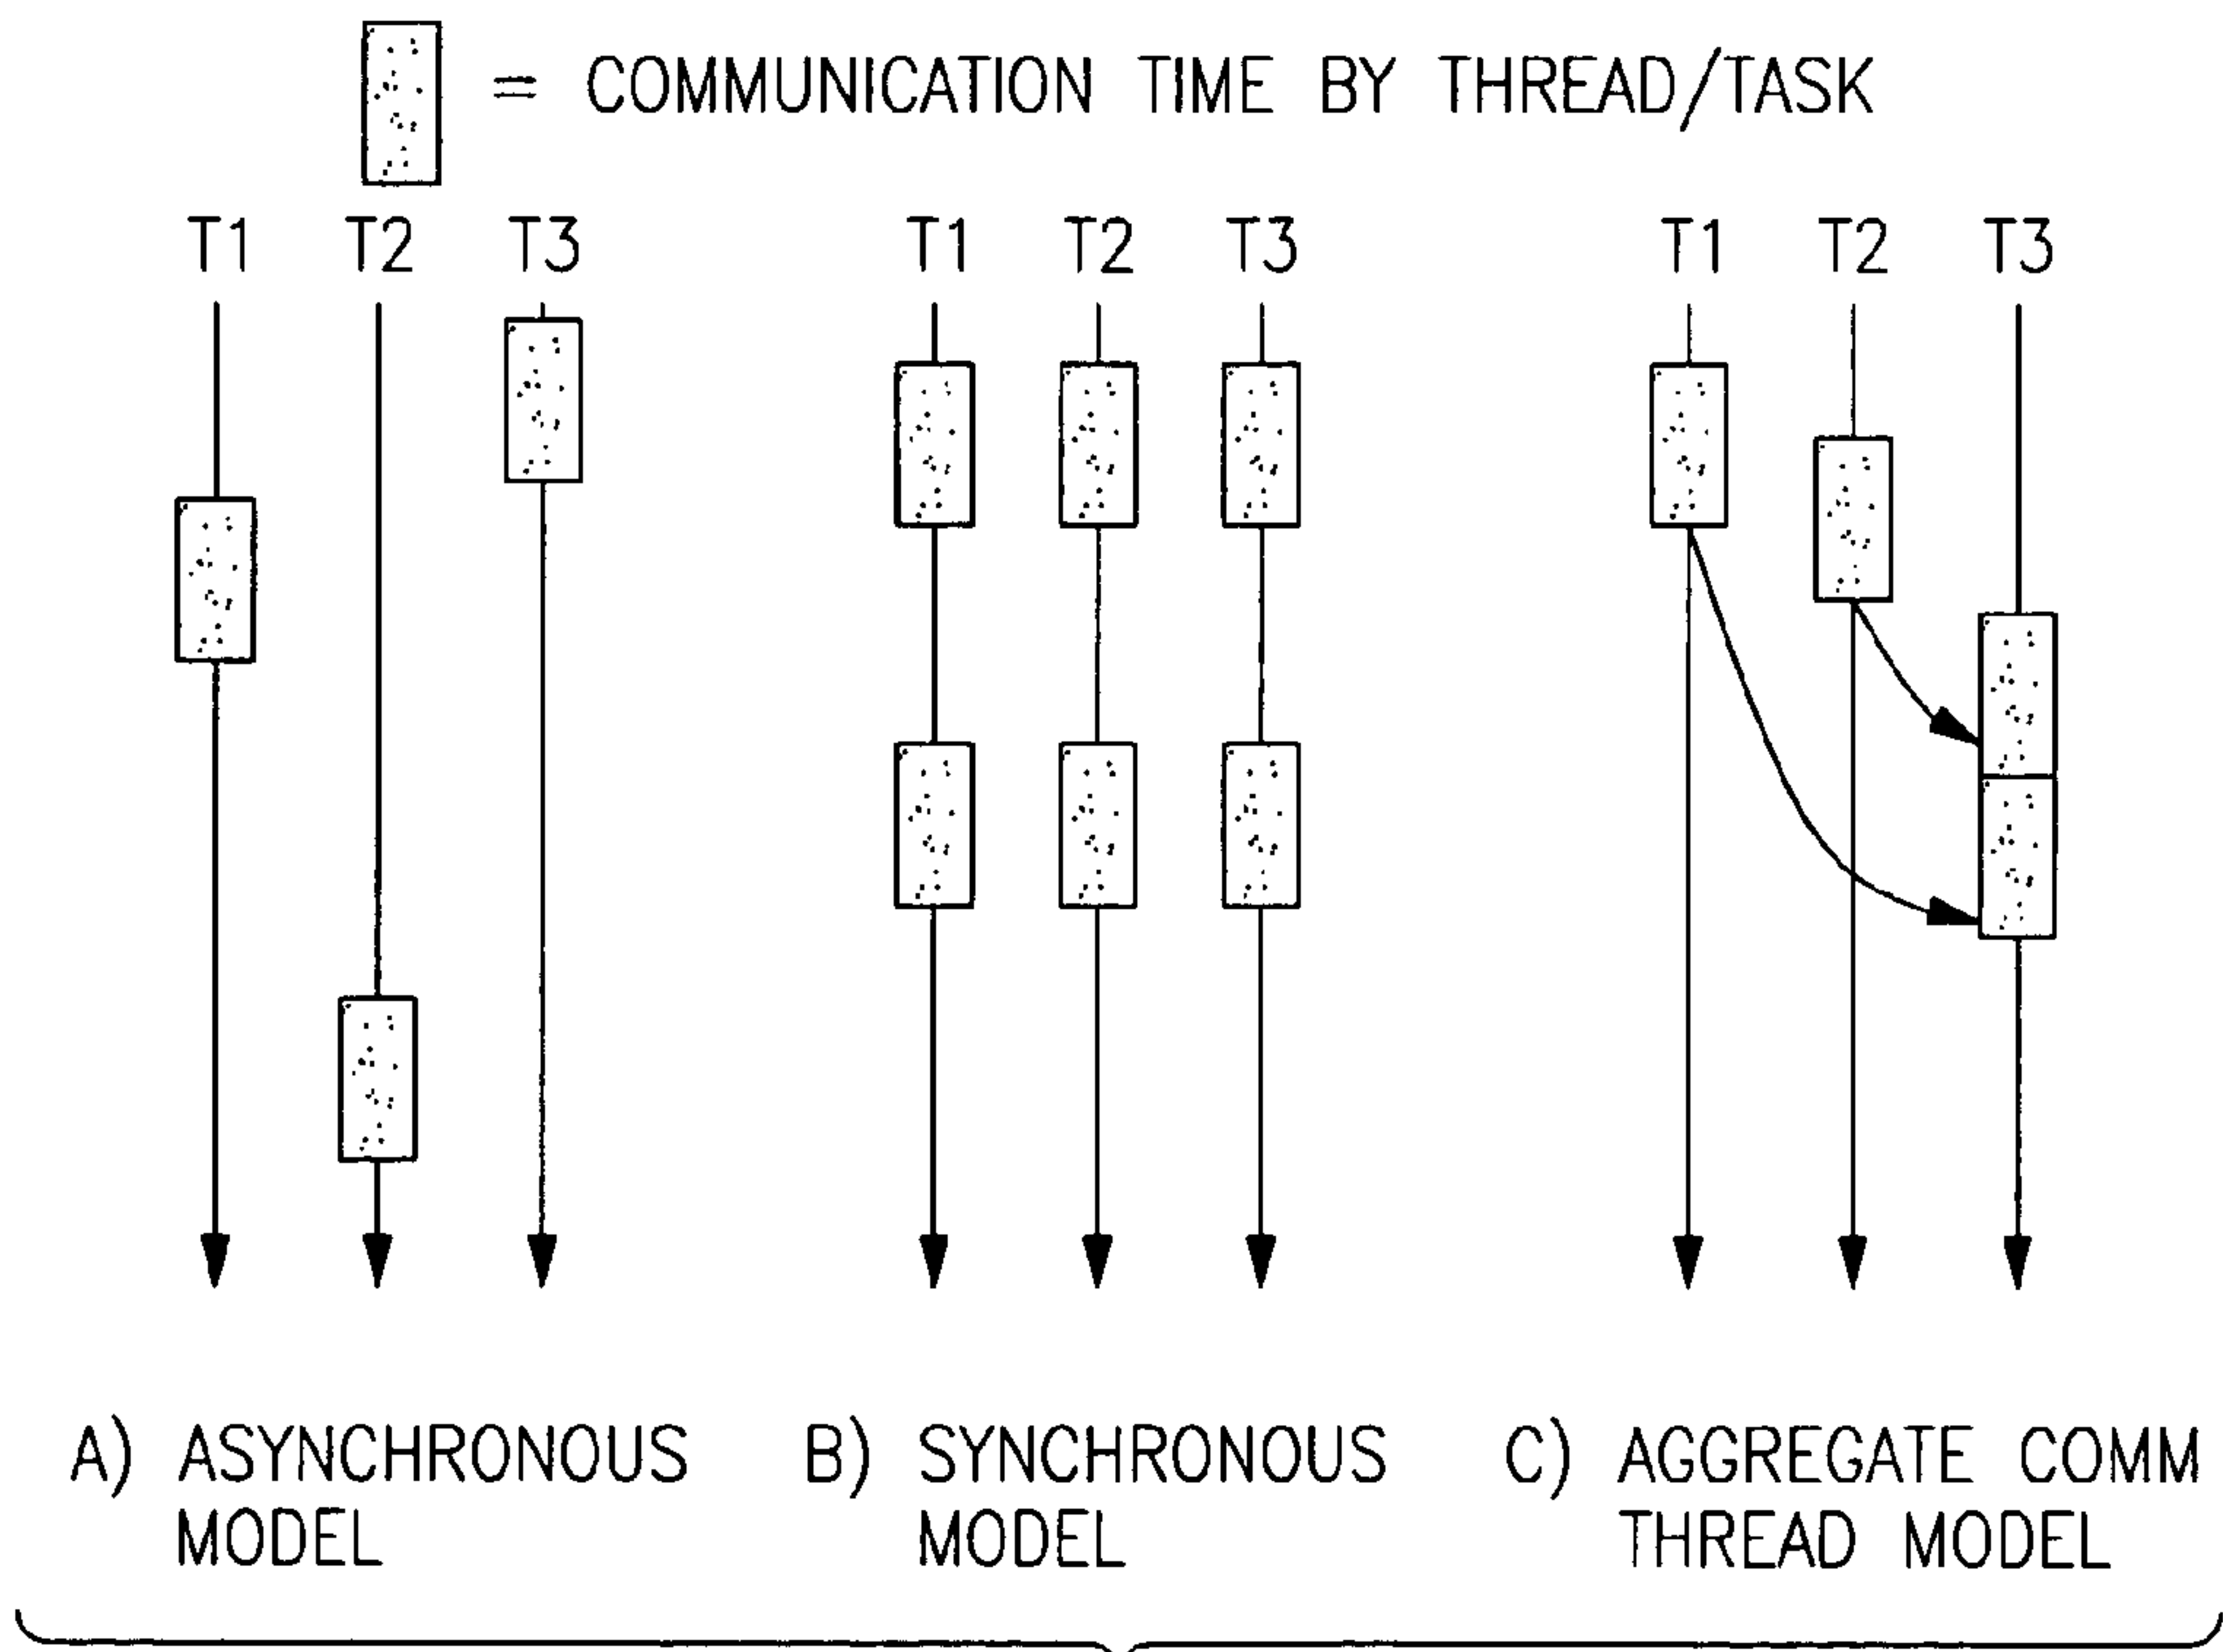 = COMMUNICATION TIME BY THREAD/TASK
T1 T2 T3 T1 T2 T3 T1 T2 T3
A) ASYNCHRONOUS MODEL
B) SYNCHRONOUS MODEL
C) AGGREGATE COMM THREAD MODEL